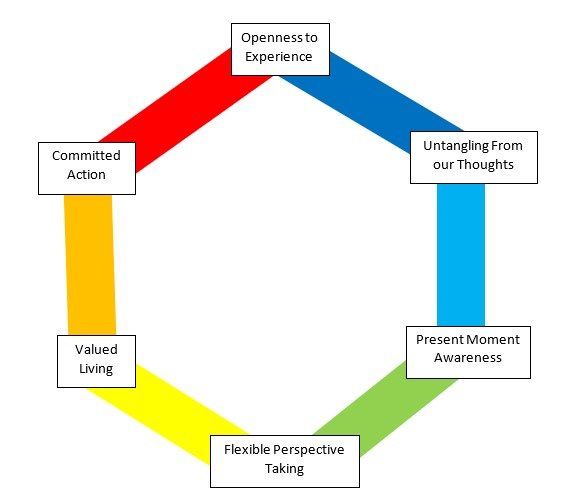 Openness to
Experience
Untangling From
our Thoughts
Present Moment
Awareness
Flexible Perspective
Taking
Valued
Living
Committed
Action